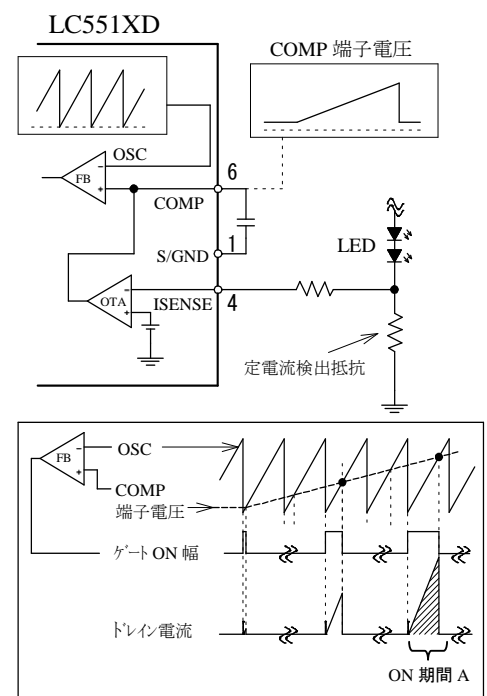 LC551XD
COMP 端子電圧
OSC
FB
-
+
6
COMP
1
S/GND
LED
OTA
-
+
ISENSE
4
定電流検出抵抗
FB
-
+
OSC
COMP
端子電圧
ゲート ON 幅
ドレイン電流
ON 期間 A